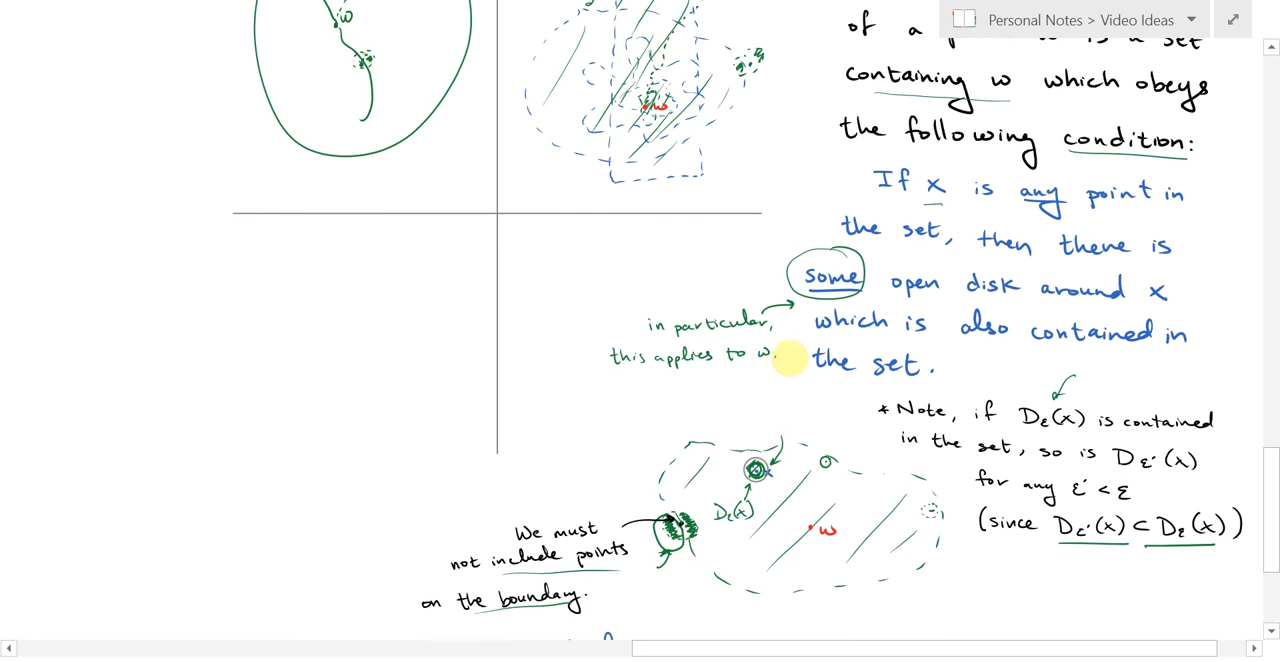 Personal Notes > Video Ideas
of a
is a set
containing w which obeys
the following condition:
If x is any point in
the set, then there is
some open disk around x
which is also contained in
the set.
in particular,
this applies to w.
* Note, if Dε(x) is contained
in the set, so is Dε'(x)
for any ε' < ε
(since Dε'(x) ⊂ Dε(x))
w
w
x
Dε(x)
w
We must
not include points
on the boundary.